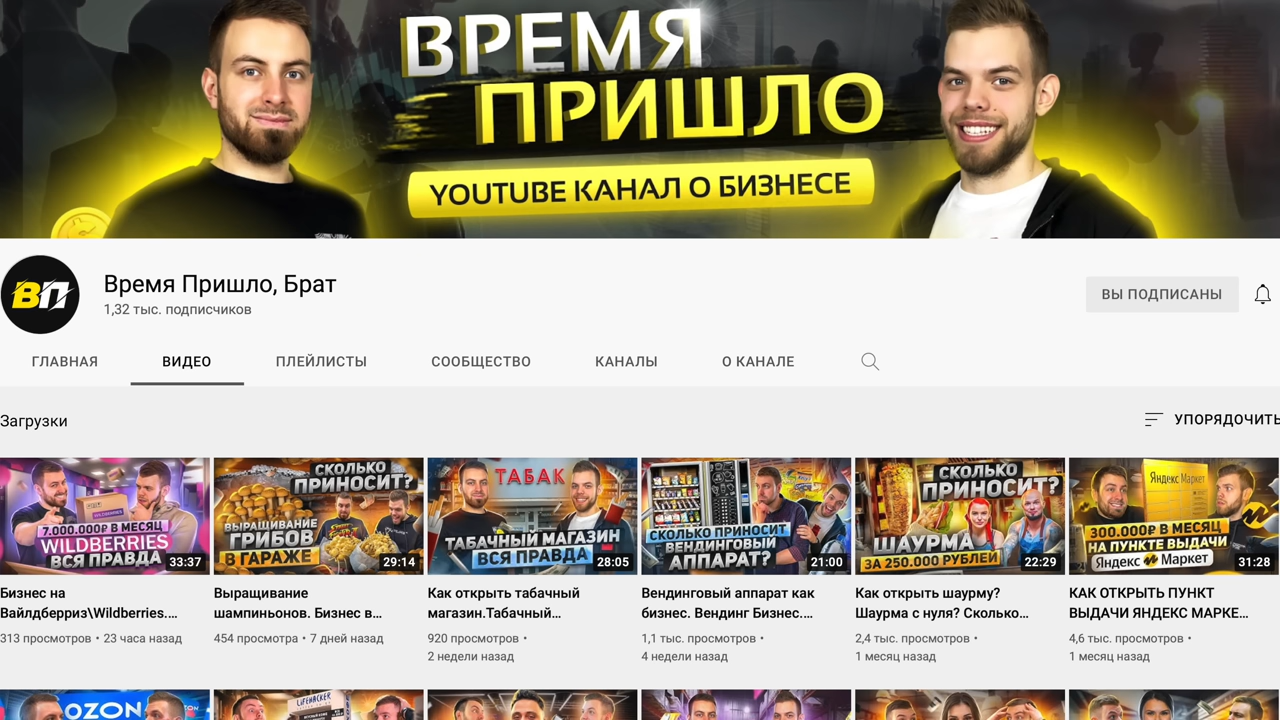 ВРЕМЯ
ПРИШЛО
YOUTUBE КАНАЛ О БИЗНЕСЕ
ВП
Время Пришло, Брат
1,32 тыс. подписчиков
ВЫ ПОДПИСАНЫ
ГЛАВНАЯ
ВИДЕО
ПЛЕЙЛИСТЫ
СООБЩЕСТВО
КАНАЛЫ
О КАНАЛЕ
Загрузки
УПОРЯДОЧИТЬ
7.000.000₽ В МЕСЯЦ
WILDBERRIES
ВСЯ ПРАВДА
33:37
Бизнес на
Вайлдберриз\Wildberries.…
313 просмотров • 23 часа назад
СКОЛЬКО
ПРИНОСИТ?
ВЫРАЩИВАНИЕ
ГРИБОВ
В ГАРАЖЕ
29:14
Выращивание
шампиньонов. Бизнес в…
454 просмотра • 7 дней назад
ТАБАК
ТАБАЧНЫЙ МАГАЗИН
ВСЯ ПРАВДА
28:05
Как открыть табачный
магазин.Табачный…
920 просмотров •
2 недели назад
СКОЛЬКО ПРИНОСИТ
ВЕНДИНГОВЫЙ
АППАРАТ?
21:00
Вендинговый аппарат как
бизнес. Вендинг Бизнес.…
1,1 тыс. просмотров •
4 недели назад
СКОЛЬКО
ПРИНОСИТ?
ШАУРМА
ЗА 250.000 РУБЛЕЙ
22:29
Как открыть шаурму?
Шаурма с нуля? Сколько…
2,4 тыс. просмотров •
1 месяц назад
Яндекс Маркет
300.000₽ В МЕСЯЦ
НА ПУНКТЕ ВЫДАЧИ
Яндекс Маркет
31:28
КАК ОТКРЫТЬ ПУНКТ
ВЫДАЧИ ЯНДЕКС МАРКЕ…
4,6 тыс. просмотров •
1 месяц назад
OZON
LIFEHACKER